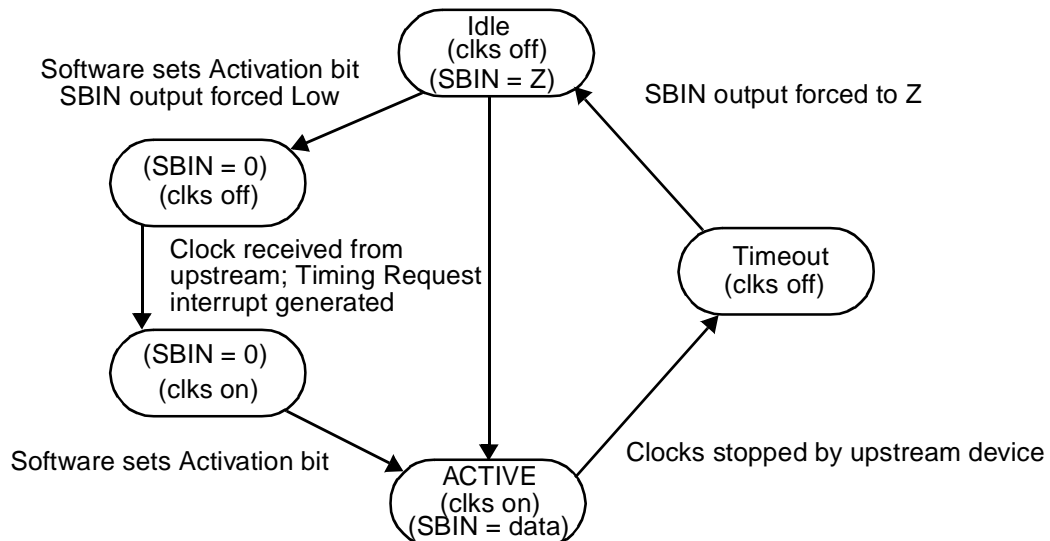 Idle
(clks off)
(SBIN = Z)
Software sets Activation bit
SBIN output forced Low
SBIN output forced to Z
(SBIN = 0)
(clks off)
Clock received from
upstream; Timing Request
interrupt generated
Timeout
(clks off)
(SBIN = 0)
(clks on)
Software sets Activation bit
Clocks stopped by upstream device
ACTIVE
(clks on)
(SBIN = data)